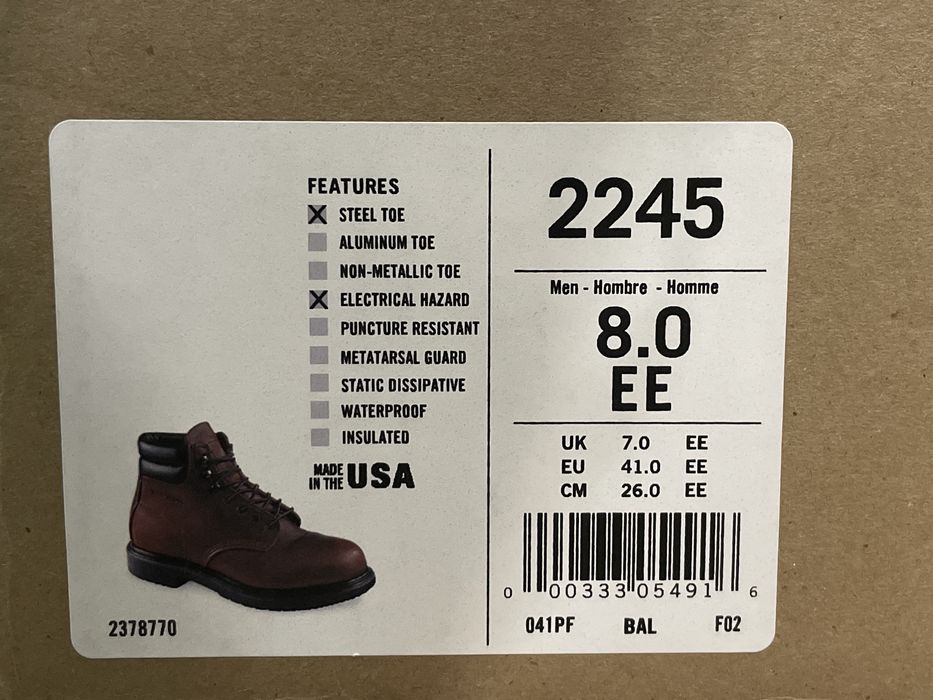 FEATURES
STEEL TOE
ALUMINUM TOE
NON-METALLIC TOE
ELECTRICAL HAZARD
PUNCTURE RESISTANT
METATARSAL GUARD
STATIC DISSIPATIVE
WATERPROOF
INSULATED
MADE
IN THE
USA
2378770
2245
Men - Hombre - Homme
8.0
EE
UK 7.0 EE
EU 41.0 EE
CM 26.0 EE
0 00333 05491 6
041PF BAL F02